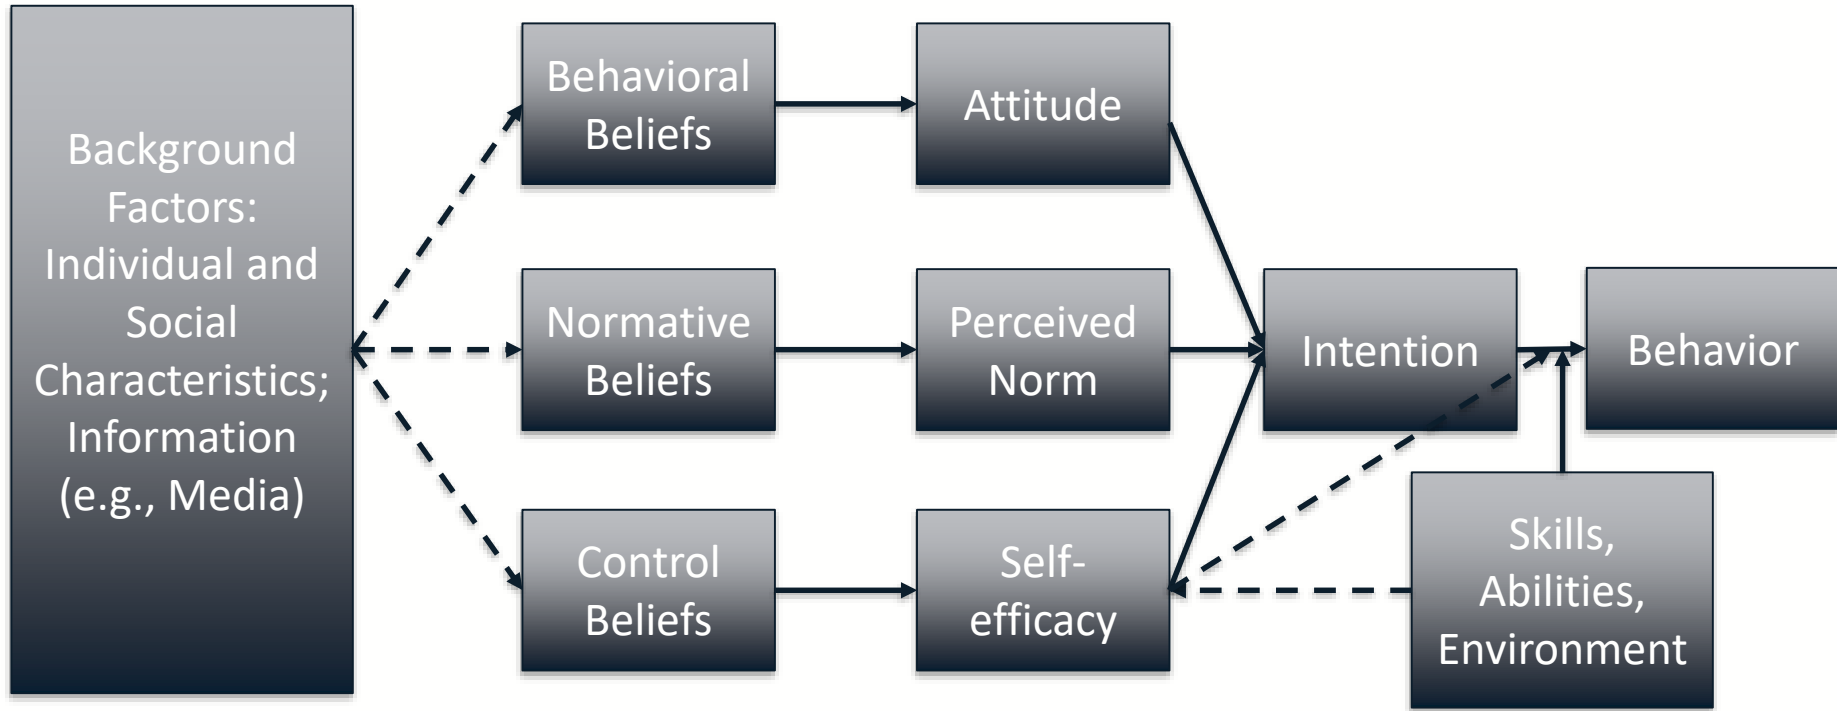 Background
Factors:
Individual and
Social
Characteristics;
Information
(e.g., Media)
Behavioral
Beliefs
Attitude
Normative
Beliefs
Perceived
Norm
Intention
Behavior
Control
Beliefs
Self-
efficacy
Skills,
Abilities,
Environment